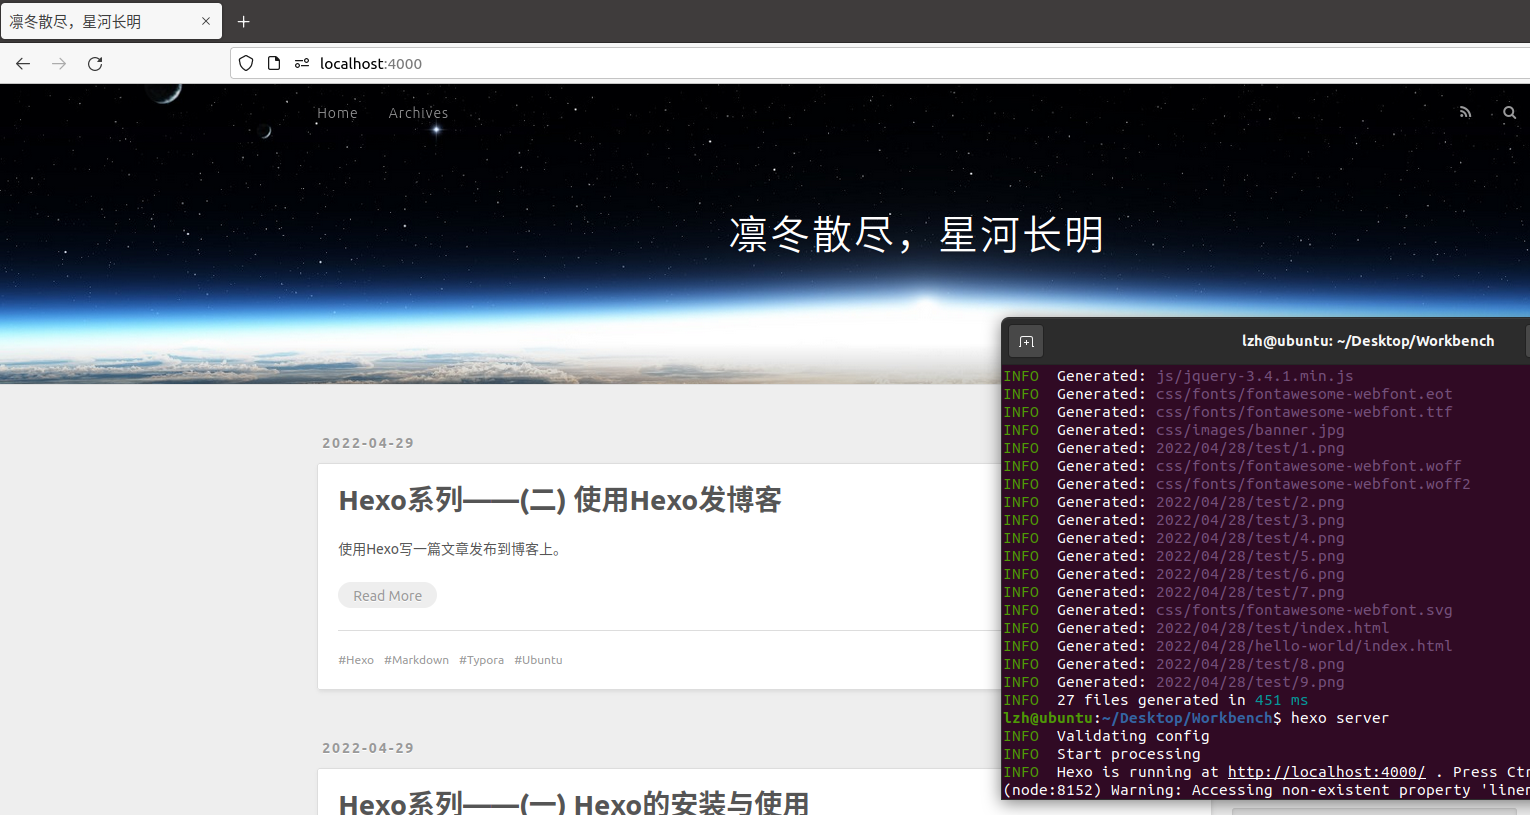 凛冬散尽，星河长明
localhost:4000
Home Archives
凛冬散尽，星河长明
2022-04-29
Hexo系列——(二) 使用Hexo发博客
使用Hexo写一篇文章发布到博客上。
Read More
#Hexo #Markdown #Typora #Ubuntu
2022-04-29
Hexo系列——(一) Hexo的安装与使用
lzh@ubuntu: ~/Desktop/Workbench
INFO  Generated: js/jquery-3.4.1.min.js
INFO  Generated: css/fonts/fontawesome-webfont.eot
INFO  Generated: css/fonts/fontawesome-webfont.ttf
INFO  Generated: css/images/banner.jpg
INFO  Generated: 2022/04/28/test/1.png
INFO  Generated: css/fonts/fontawesome-webfont.woff
INFO  Generated: css/fonts/fontawesome-webfont.woff2
INFO  Generated: 2022/04/28/test/2.png
INFO  Generated: 2022/04/28/test/3.png
INFO  Generated: 2022/04/28/test/4.png
INFO  Generated: 2022/04/28/test/5.png
INFO  Generated: 2022/04/28/test/6.png
INFO  Generated: 2022/04/28/test/7.png
INFO  Generated: css/fonts/fontawesome-webfont.svg
INFO  Generated: 2022/04/28/test/index.html
INFO  Generated: 2022/04/28/hello-world/index.html
INFO  Generated: 2022/04/28/test/8.png
INFO  Generated: 2022/04/28/test/9.png
INFO  27 files generated in 451 ms
lzh@ubuntu:~/Desktop/Workbench$ hexo server
INFO  Validating config
INFO  Start processing
INFO  Hexo is running at http://localhost:4000/ . Press Ctr
(node:8152) Warning: Accessing non-existent property 'linen